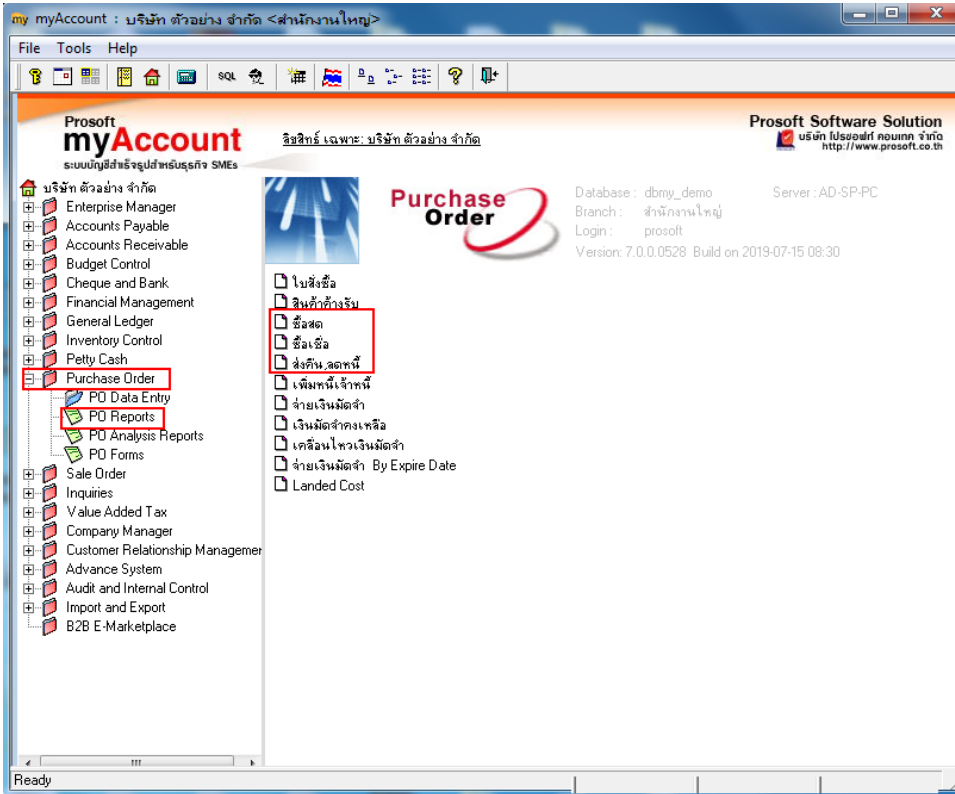 my myAccount : บริษัท ตัวอย่าง จำกัด <สำนักงานใหญ่>
File Tools Help
SQL
Prosoft
myAccount
ระบบบัญชีสำเร็จรูปสำหรับธุรกิจ SMEs
ลิขสิทธ์ เฉพาะ: บริษัท ตัวอย่าง จำกัด
Prosoft Software Solution
บริษัท โปรซอฟท์ คอมเทค จำกัด
http://www.prosoft.co.th
บริษัท ตัวอย่าง จำกัด
Enterprise Manager
Accounts Payable
Accounts Receivable
Budget Control
Cheque and Bank
Financial Management
General Ledger
Inventory Control
Petty Cash
Purchase Order
PO Data Entry
PO Reports
PO Analysis Reports
PO Forms
Sale Order
Inquiries
Value Added Tax
Company Manager
Customer Relationship Managemer
Advance System
Audit and Internal Control
Import and Export
B2B E-Marketplace
Purchase
Order
Database : dbmy_demo Server : AD-SP-PC
Branch : สำนักงานใหญ่
Login : prosoft
Version: 7.0.0.0528 Build on 2019-07-15 08:30
ใบสั่งซื้อ
สินค้าค้างรับ
ซื้อสด
ซื้อเชื่อ
ส่งคืน,ลดหนี้
เพิ่มหนี้เจ้าหนี้
จ่ายเงินมัดจำ
เงินมัดจำคงเหลือ
เคลื่อนไหวเงินมัดจำ
จ่ายเงินมัดจำ By Expire Date
Landed Cost
Ready